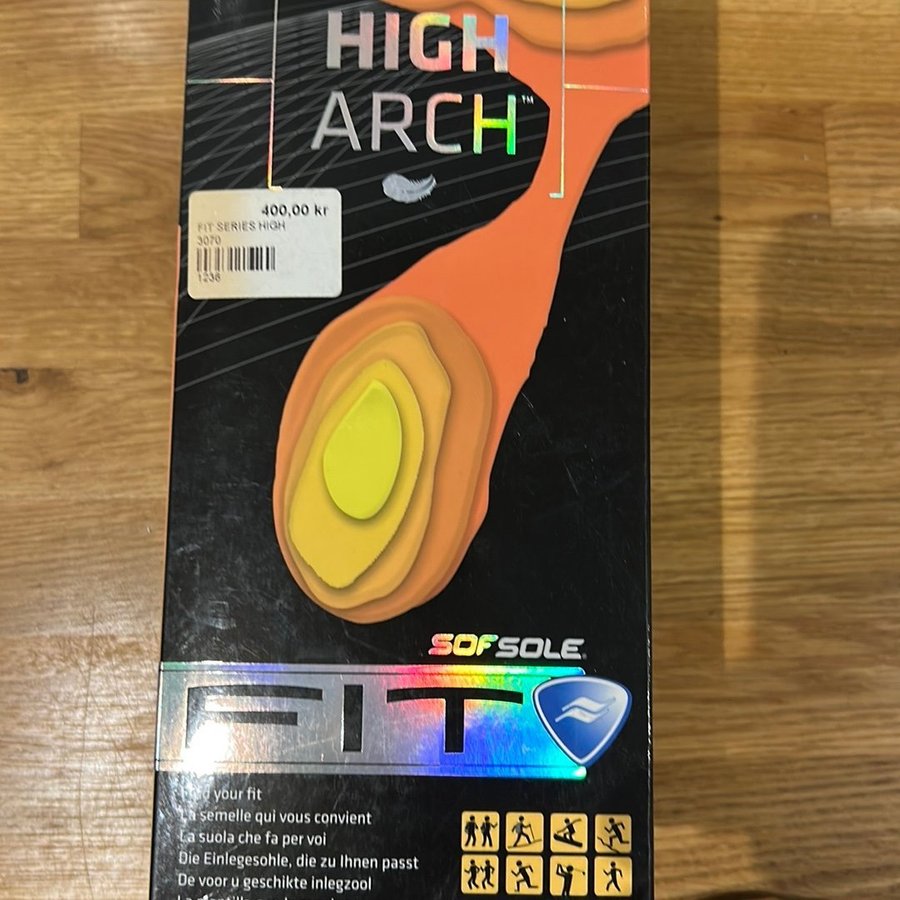 HIGH
ARCH™
400,00 kr
FIT SERIES HIGH
3070
1236
SOFSOLE
FIT
your fit
La semelle qui vous convient
La suola che fa per voi
Die Einlegesohle, die zu Ihnen passt
De voor u geschikte inlegzool